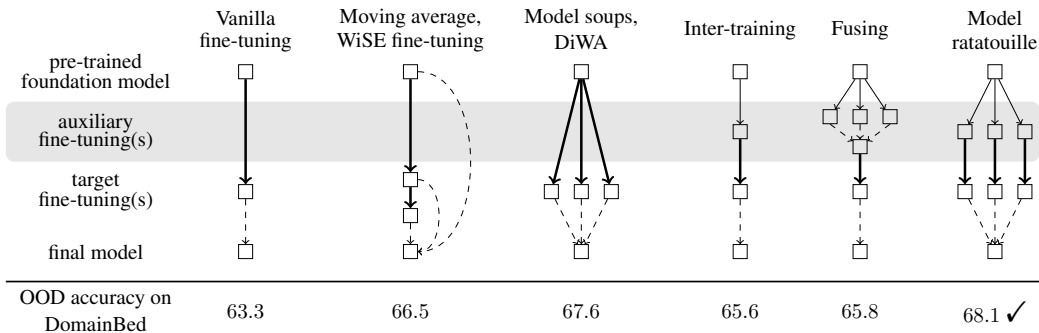 Vanilla
fine-tuning
Moving average,
WiSE fine-tuning
Model soups,
DiWA
Inter-training
Fusing
Model
ratatouille
pre-trained
foundation model
auxiliary
fine-tuning(s)
target
fine-tuning(s)
final model
OOD accuracy on
DomainBed
63.3
66.5
67.6
65.6
65.8
68.1 ✓